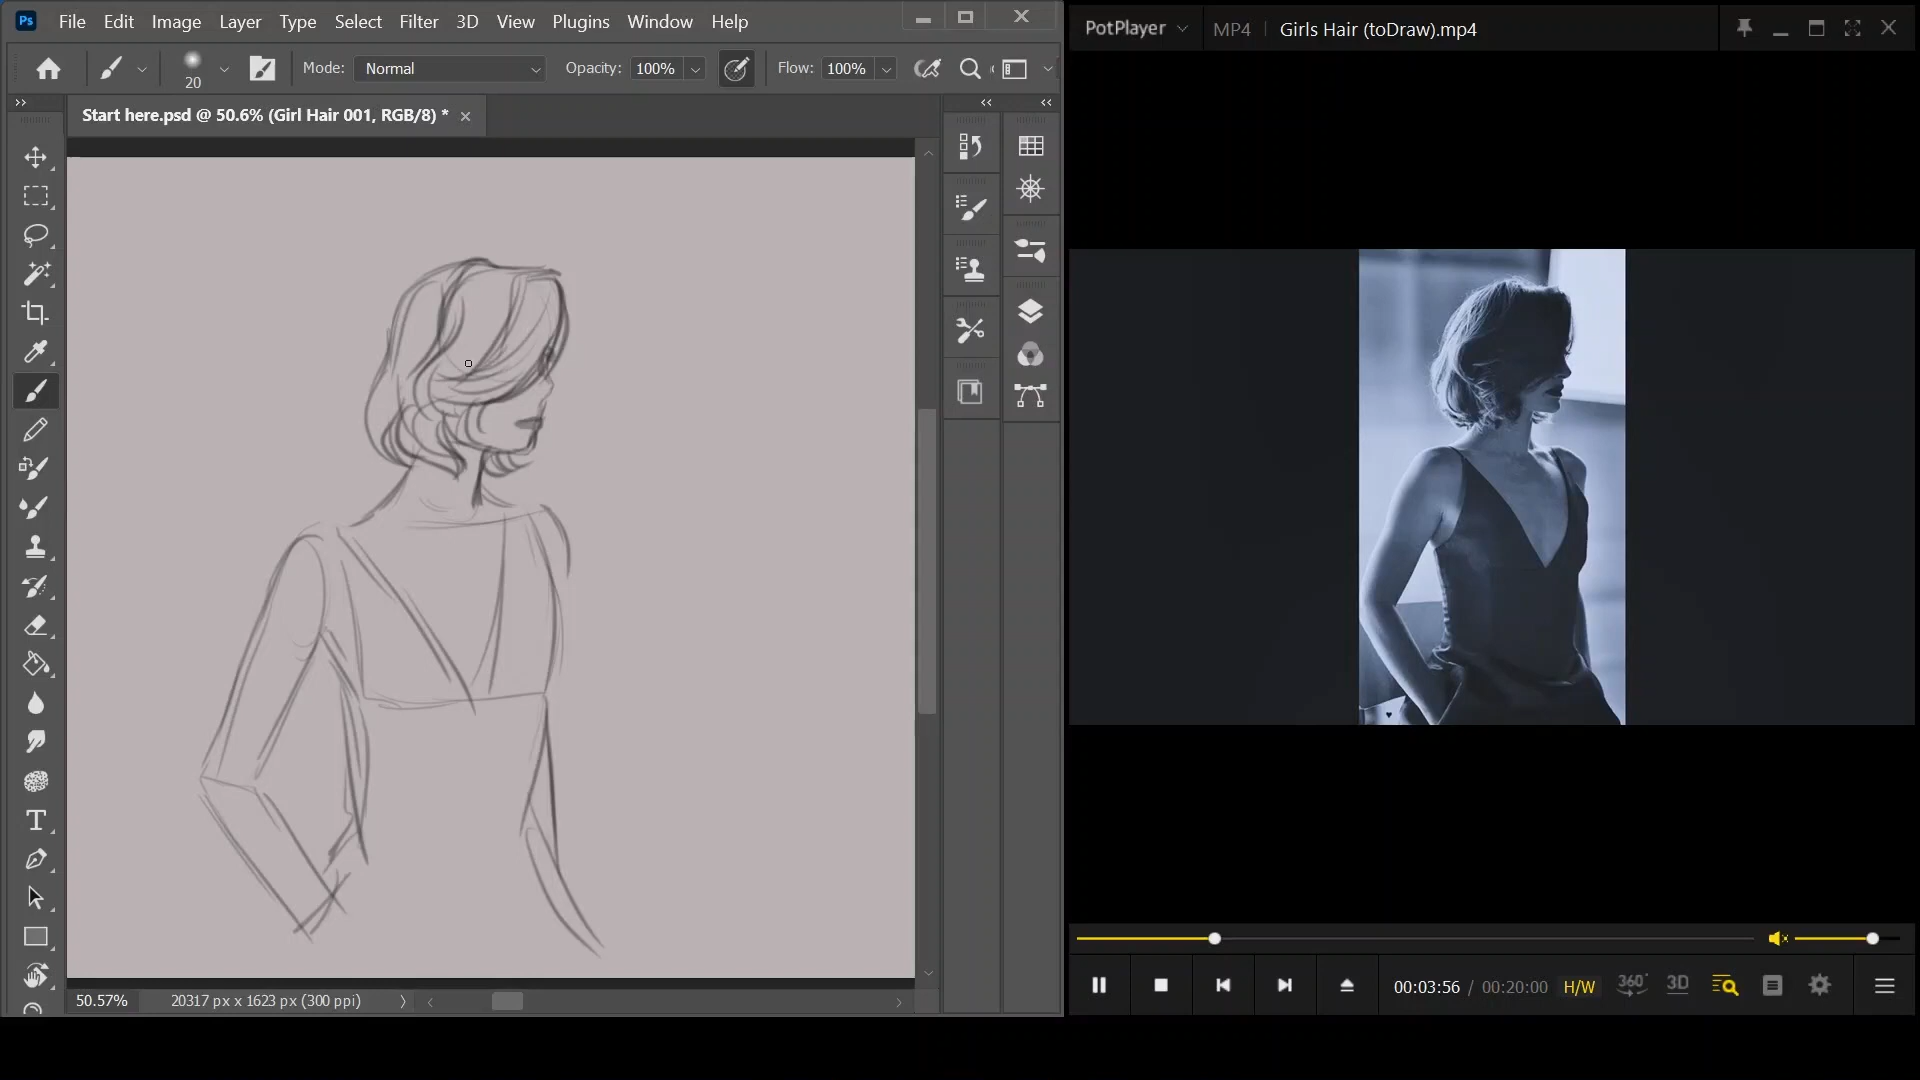 Ps File Edit Image Layer Type Select Filter 3D View Plugins Window Help
20 Mode: Normal Opacity: 100% Flow: 100%
Start here.psd @ 50.6% (Girl Hair 001, RGB/8) *
50.57% 20317 px x 1623 px (300 ppi)
PotPlayer MP4 Girls Hair (toDraw).mp4
00:03:56 / 00:20:00 H/W 360° 3D